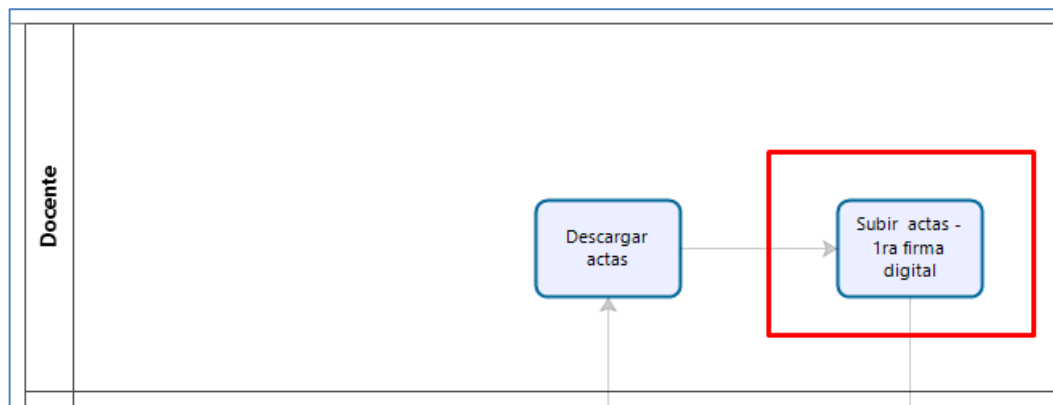 Docente
Descargar
actas
Subir actas -
1ra firma
digital